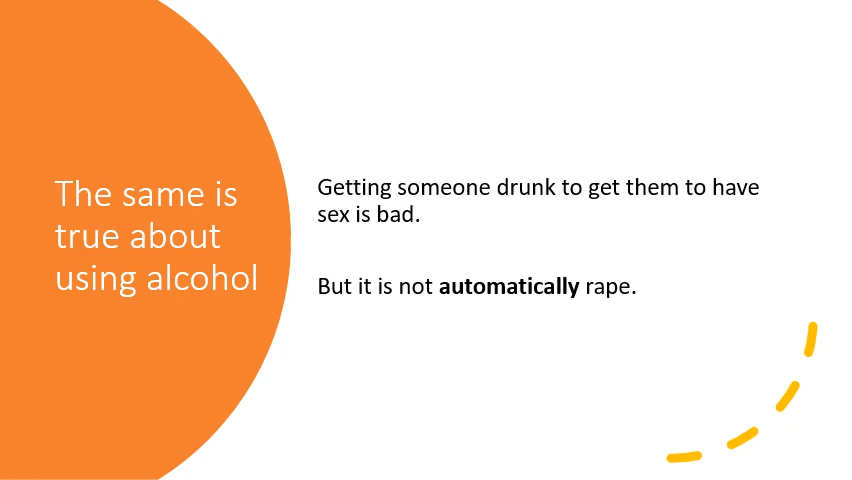 The same is
true about
using alcohol
Getting someone drunk to get them to have
sex is bad.
But it is not automatically rape.